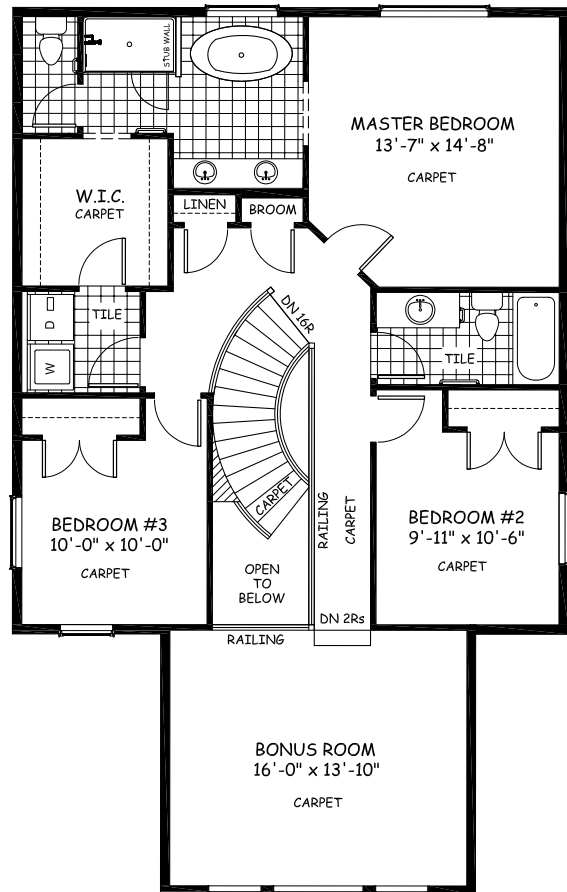 STUB WALL
MASTER BEDROOM
13'-7" x 14'-8"
CARPET
W.I.C.
CARPET
LINEN
BROOM
D
TILE
W
DN 16R
TILE
CARPET
RAILING
CARPET
BEDROOM #3
10'-0" x 10'-0"
CARPET
BEDROOM #2
9'-11" x 10'-6"
CARPET
OPEN
TO
BELOW
DN 2Rs
RAILING
BONUS ROOM
16'-0" x 13'-10"
CARPET